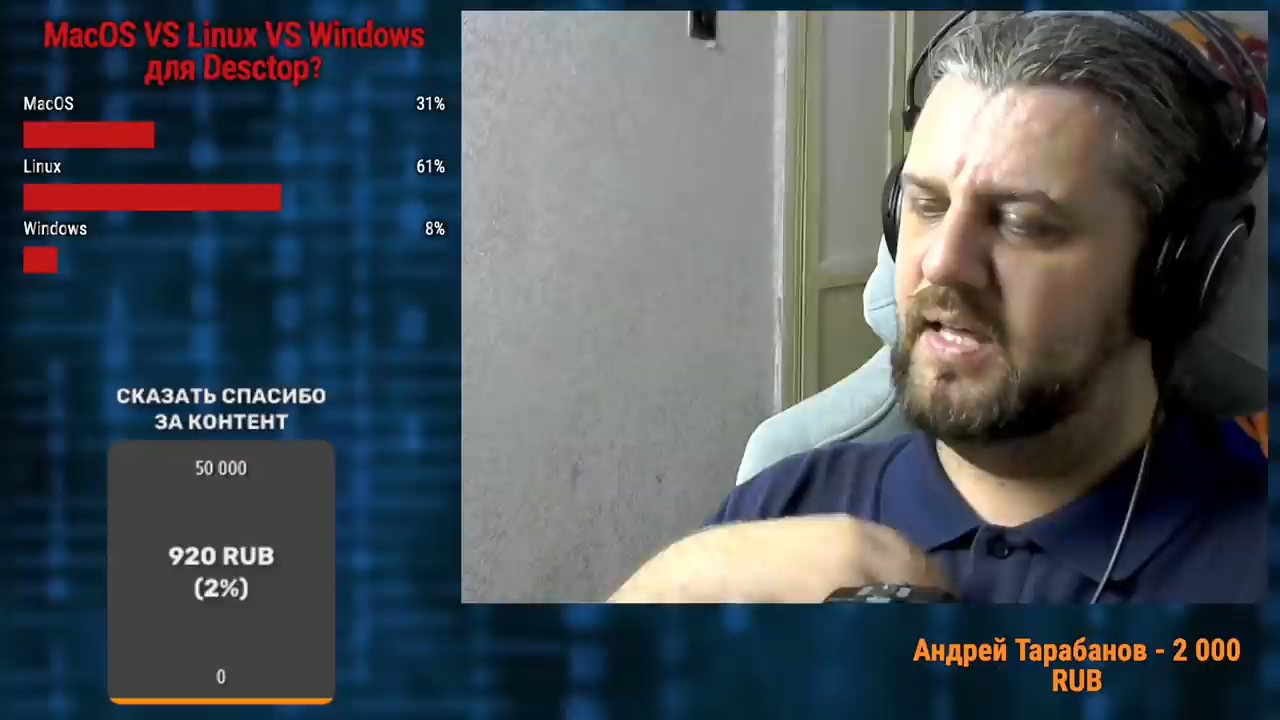 MacOS VS Linux VS Windows
для Desctop?
MacOS 31%
Linux 61%
Windows 8%
СКАЗАТЬ СПАСИБО
ЗА КОНТЕНТ
50 000
920 RUB
(2%)
0
Андрей Тарабанов - 2 000
RUB